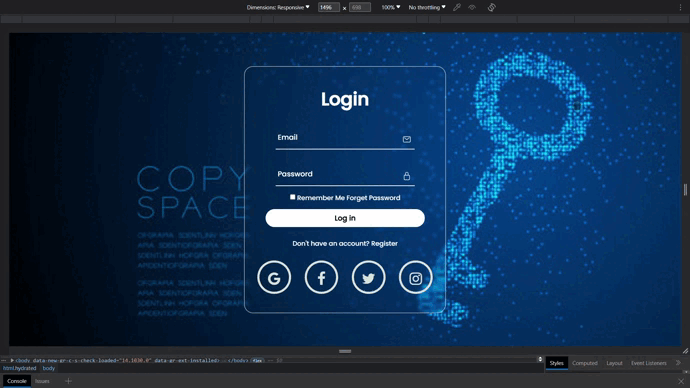 Dimensions: Responsive ▼ 1496 × 698 100% ▼ No throttling ▼
Login
Email
Password
COPY
SPACE
Remember Me Forget Password
Log in
Don't have an account? Register
G f
<body data-new-gr-c-s-check-loaded="14.1038.0" data-gr-ext-installed>…</body> == $0
html.hydrated body
Styles Computed Layout Event Listeners
Console Issues